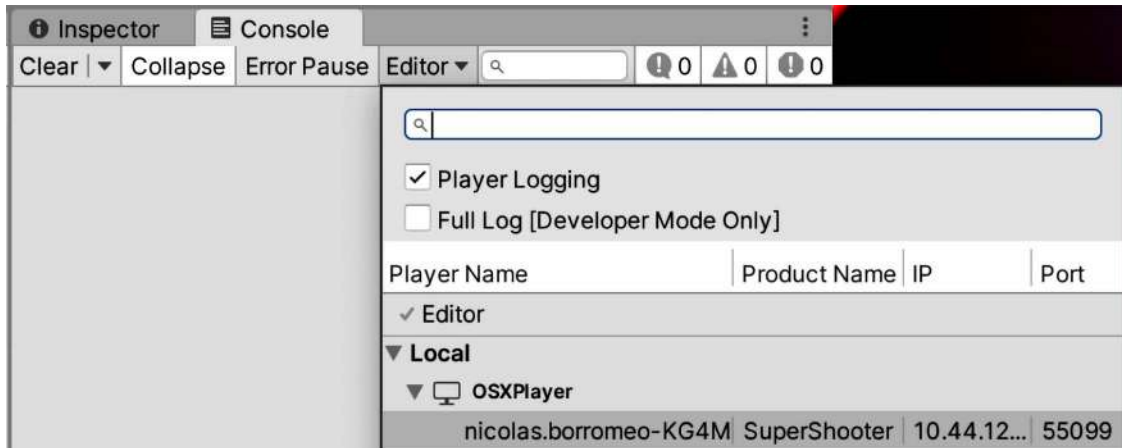 Inspector Console
Clear Collapse Error Pause Editor 0 0 0
Player Logging
Full Log [Developer Mode Only]
Player Name Product Name IP Port
Editor
Local
OSXPlayer
nicolas.borromeo-KG4M SuperShooter 10.44.12... 55099